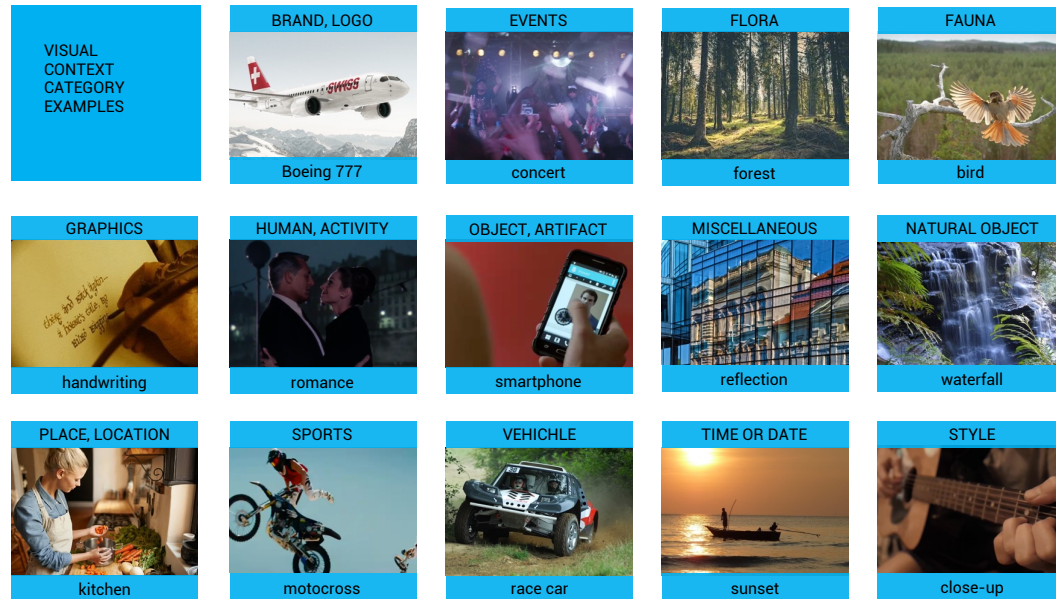 VISUAL
CONTEXT
CATEGORY
EXAMPLES
BRAND, LOGO
SWISS
Boeing 777
EVENTS
concert
FLORA
forest
FAUNA
bird
GRAPHICS
handwriting
HUMAN, ACTIVITY
romance
OBJECT, ARTIFACT
smartphone
MISCELLANEOUS
reflection
NATURAL OBJECT
waterfall
PLACE, LOCATION
kitchen
SPORTS
motocross
VEHICHLE
race car
TIME OR DATE
sunset
STYLE
close-up